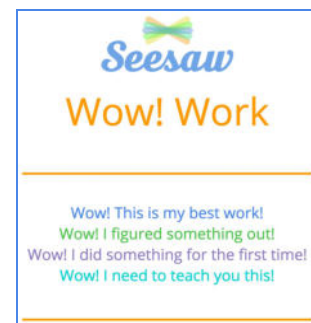 Seesaw
Wow! Work
Wow! This is my best work!
Wow! I figured something out!
Wow! I did something for the first time!
Wow! I need to teach you this!